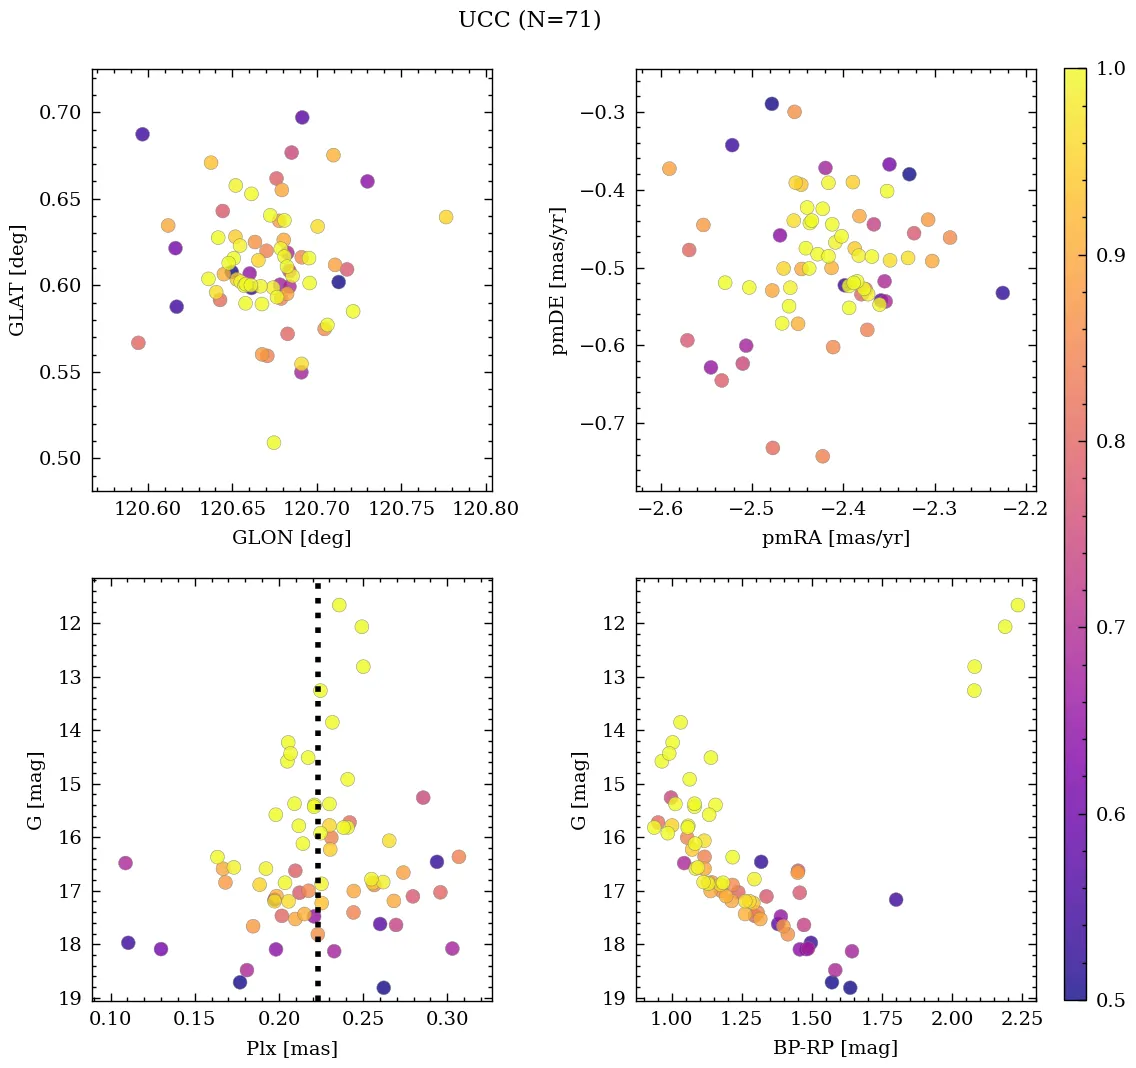 UCC (N=71)
0.70
0.65
0.60
0.55
0.50
GLAT [deg]
120.60 120.65 120.70 120.75 120.80
GLON [deg]
−0.3
−0.4
−0.5
−0.6
−0.7
pmDE [mas/yr]
−2.6 −2.5 −2.4 −2.3 −2.2
pmRA [mas/yr]
12
13
14
15
16
17
18
19
G [mag]
0.10 0.15 0.20 0.25 0.30
Plx [mas]
12
13
14
15
16
17
18
19
G [mag]
1.00 1.25 1.50 1.75 2.00 2.25
BP-RP [mag]
1.0
0.9
0.8
0.7
0.6
0.5